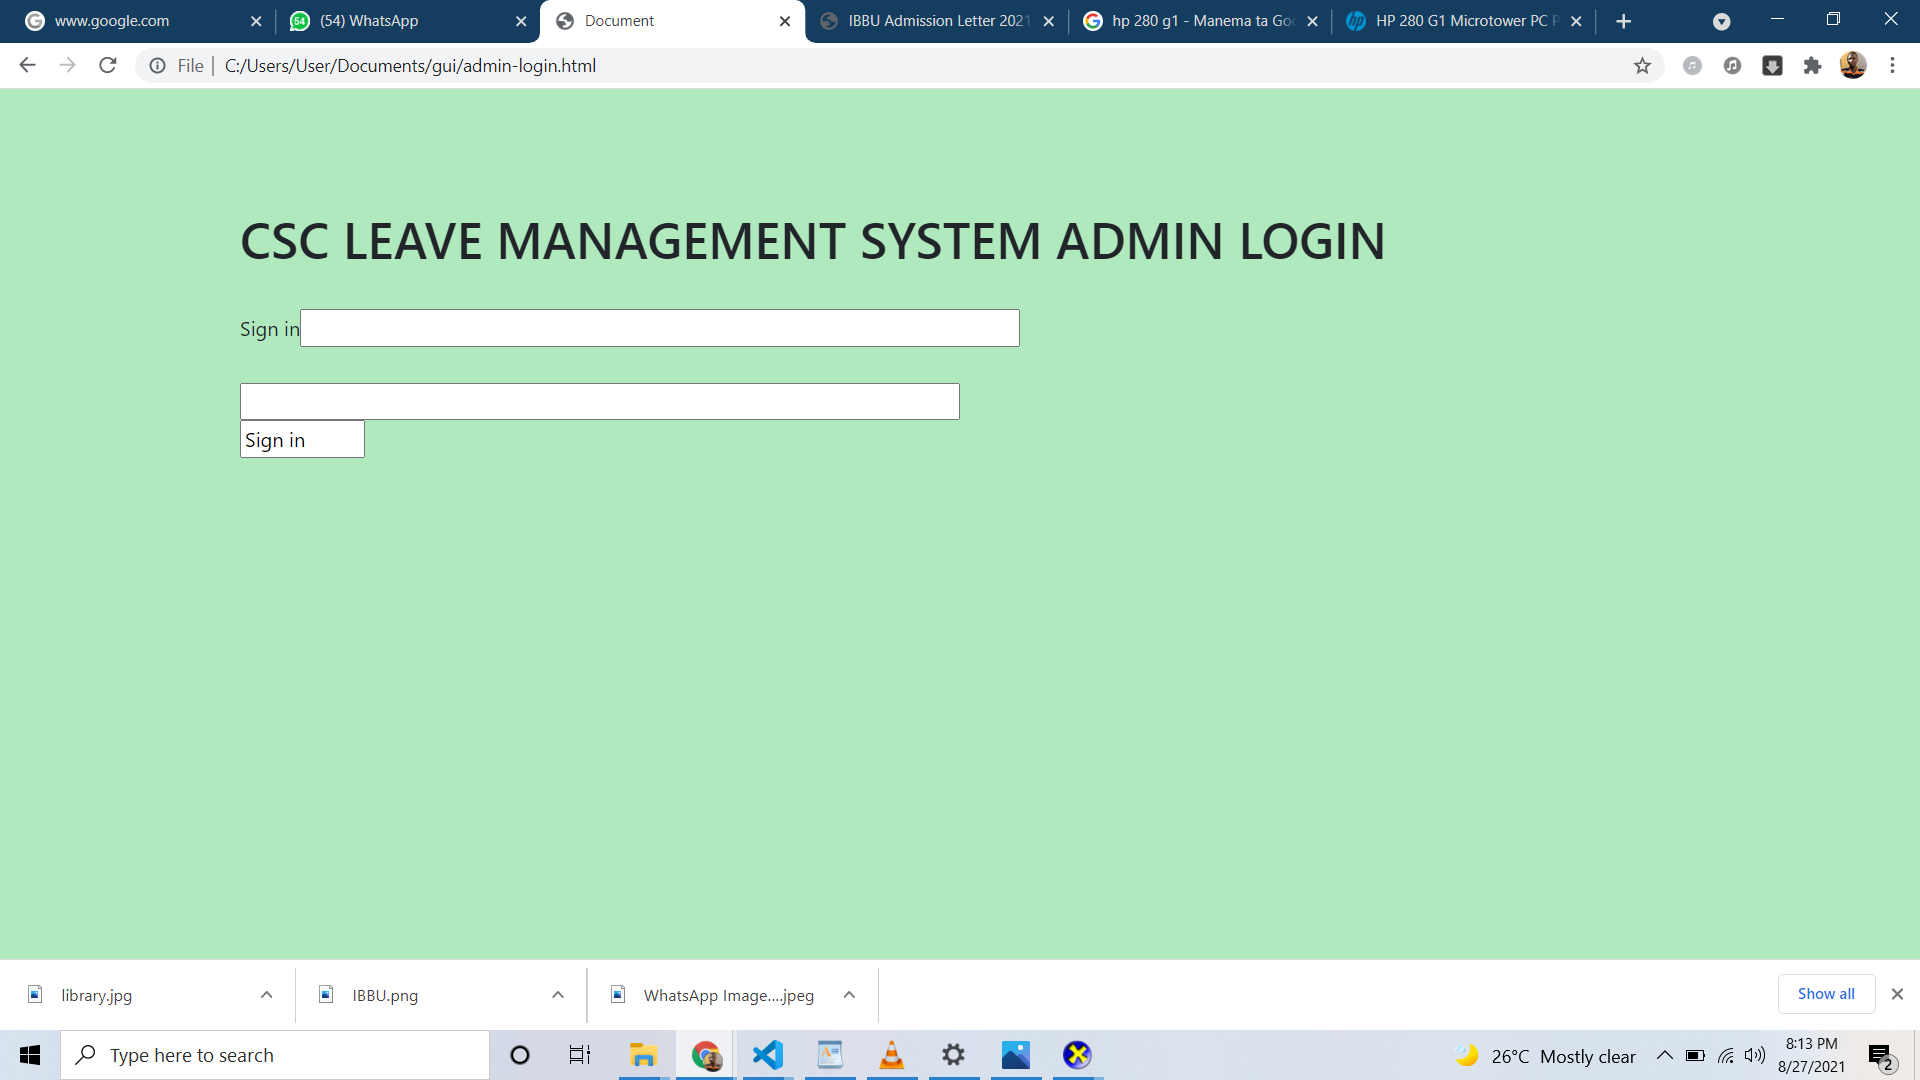 www.google.com
(54) WhatsApp
Document
IBBU Admission Letter 2021
hp 280 g1 - Manema ta Goo
HP 280 G1 Microtower PC P
File
C:/Users/User/Documents/gui/admin-login.html
CSC LEAVE MANAGEMENT SYSTEM ADMIN LOGIN
Sign in
Sign in
library.jpg
IBBU.png
WhatsApp Image....jpeg
Show all
Type here to search
26°C Mostly clear
8:13 PM
8/27/2021
2